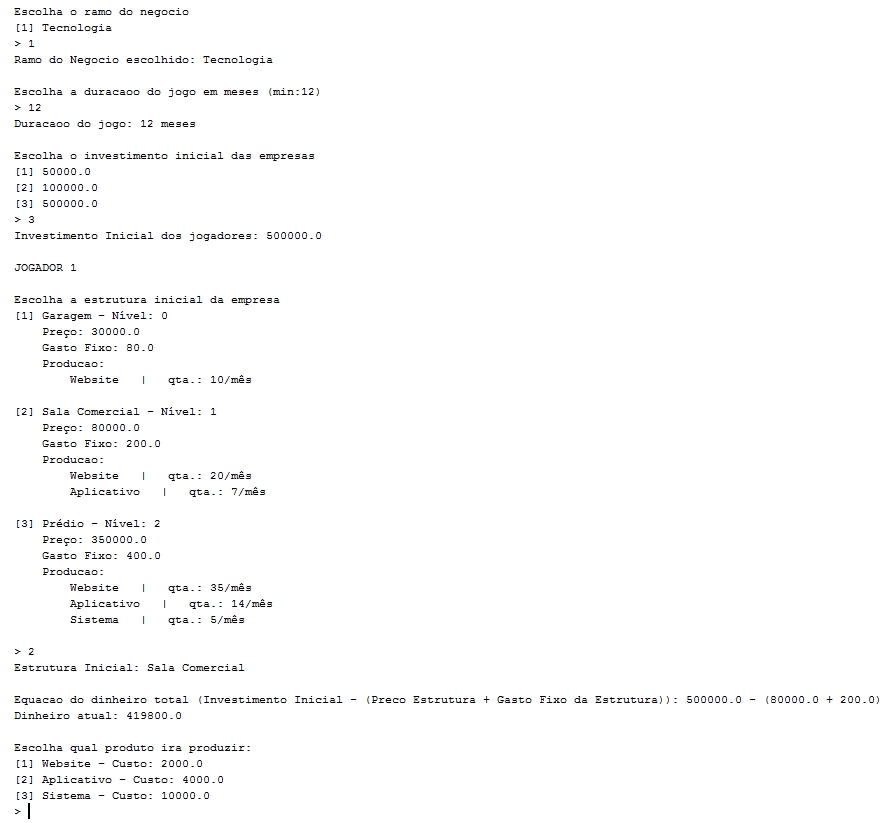 Escolha o ramo do negocio
[1] Tecnologia
> 1
Ramo do Negocio escolhido: Tecnologia
Escolha a duracaoo do jogo em meses (min:12)
> 12
Duracaoo do jogo: 12 meses
Escolha o investimento inicial das empresas
[1] 50000.0
[2] 100000.0
[3] 500000.0
> 3
Investimento Inicial dos jogadores: 500000.0
JOGADOR 1
Escolha a estrutura inicial da empresa
[1] Garagem - Nível: 0
Preço: 30000.0
Gasto Fixo: 80.0
Producao:
Website | qta.: 10/mês
[2] Sala Comercial - Nível: 1
Preço: 80000.0
Gasto Fixo: 200.0
Producao:
Website | qta.: 20/mês
Aplicativo | qta.: 7/mês
[3] Prédio - Nível: 2
Preço: 350000.0
Gasto Fixo: 400.0
Producao:
Website | qta.: 35/mês
Aplicativo | qta.: 14/mês
Sistema | qta.: 5/mês
> 2
Estrutura Inicial: Sala Comercial
Equacao do dinheiro total (Investimento Inicial - (Preco Estrutura + Gasto Fixo da Estrutura)): 500000.0 - (80000.0 + 200.0)
Dinheiro atual: 419800.0
Escolha qual produto ira produzir:
[1] Website - Custo: 2000.0
[2] Aplicativo - Custo: 4000.0
[3] Sistema - Custo: 10000.0
>